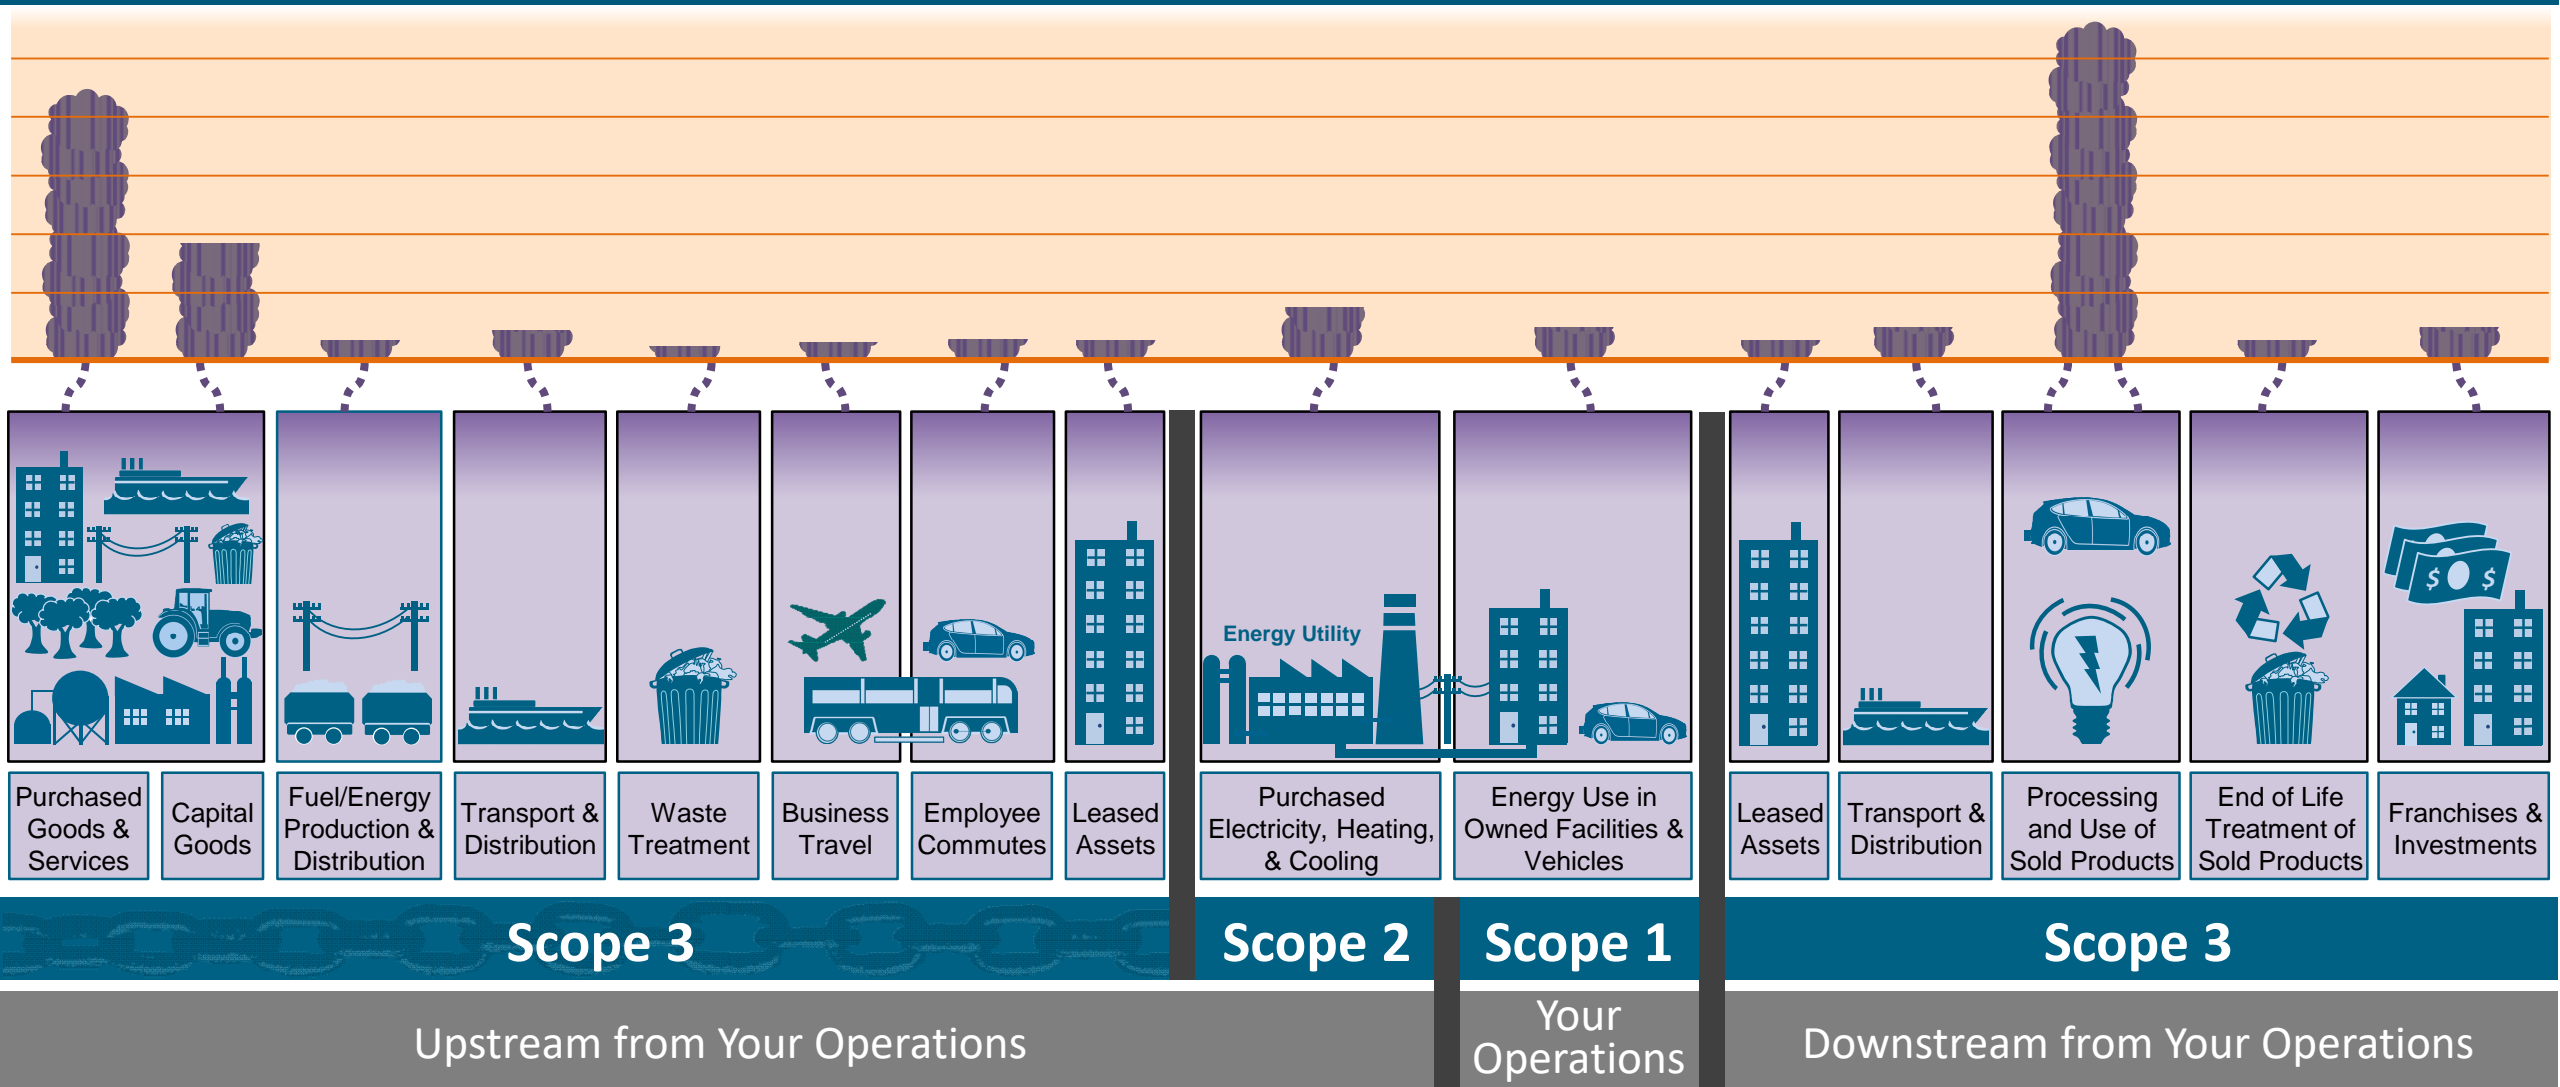 Energy Utility
$ $
Purchased
Goods &
Services
Capital
Goods
Fuel/Energy
Production &
Distribution
Transport &
Distribution
Waste
Treatment
Business
Travel
Employee
Commutes
Leased
Assets
Purchased
Electricity, Heating,
& Cooling
Energy Use in
Owned Facilities &
Vehicles
Leased
Assets
Transport &
Distribution
Processing
and Use of
Sold Products
End of Life
Treatment of
Sold Products
Franchises &
Investments
Scope 3
Scope 2
Scope 1
Scope 3
Upstream from Your Operations
Your
Operations
Downstream from Your Operations